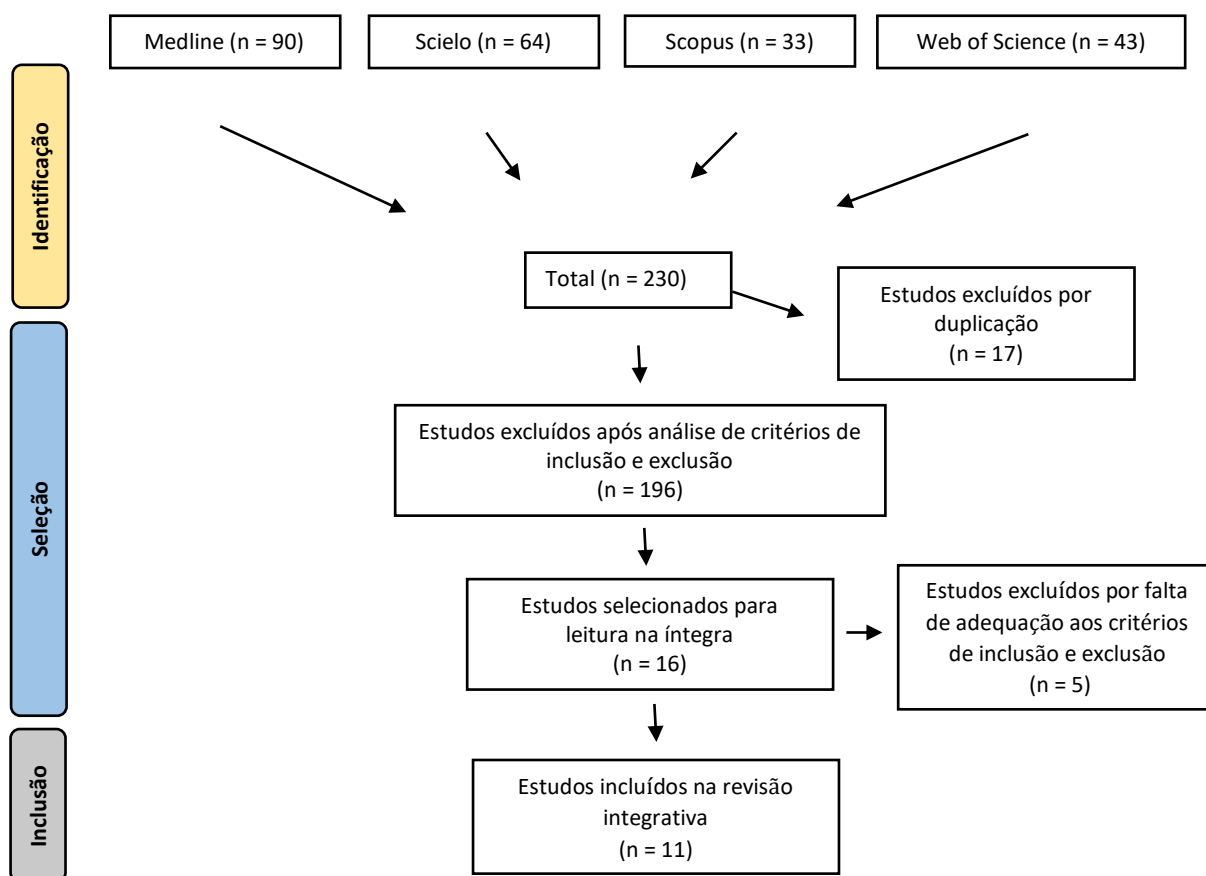 Medline (n = 90)
Scielo (n = 64)
Scopus (n = 33)
Web of Science (n = 43)
Identificação
Total (n = 230)
Estudos excluídos por
duplicação
(n = 17)
Seleção
Estudos excluídos após análise de critérios de
inclusão e exclusão
(n = 196)
Estudos selecionados para
leitura na íntegra
(n = 16)
Estudos excluídos por falta
de adequação aos critérios
de inclusão e exclusão
(n = 5)
Inclusão
Estudos incluídos na revisão
integrativa
(n = 11)